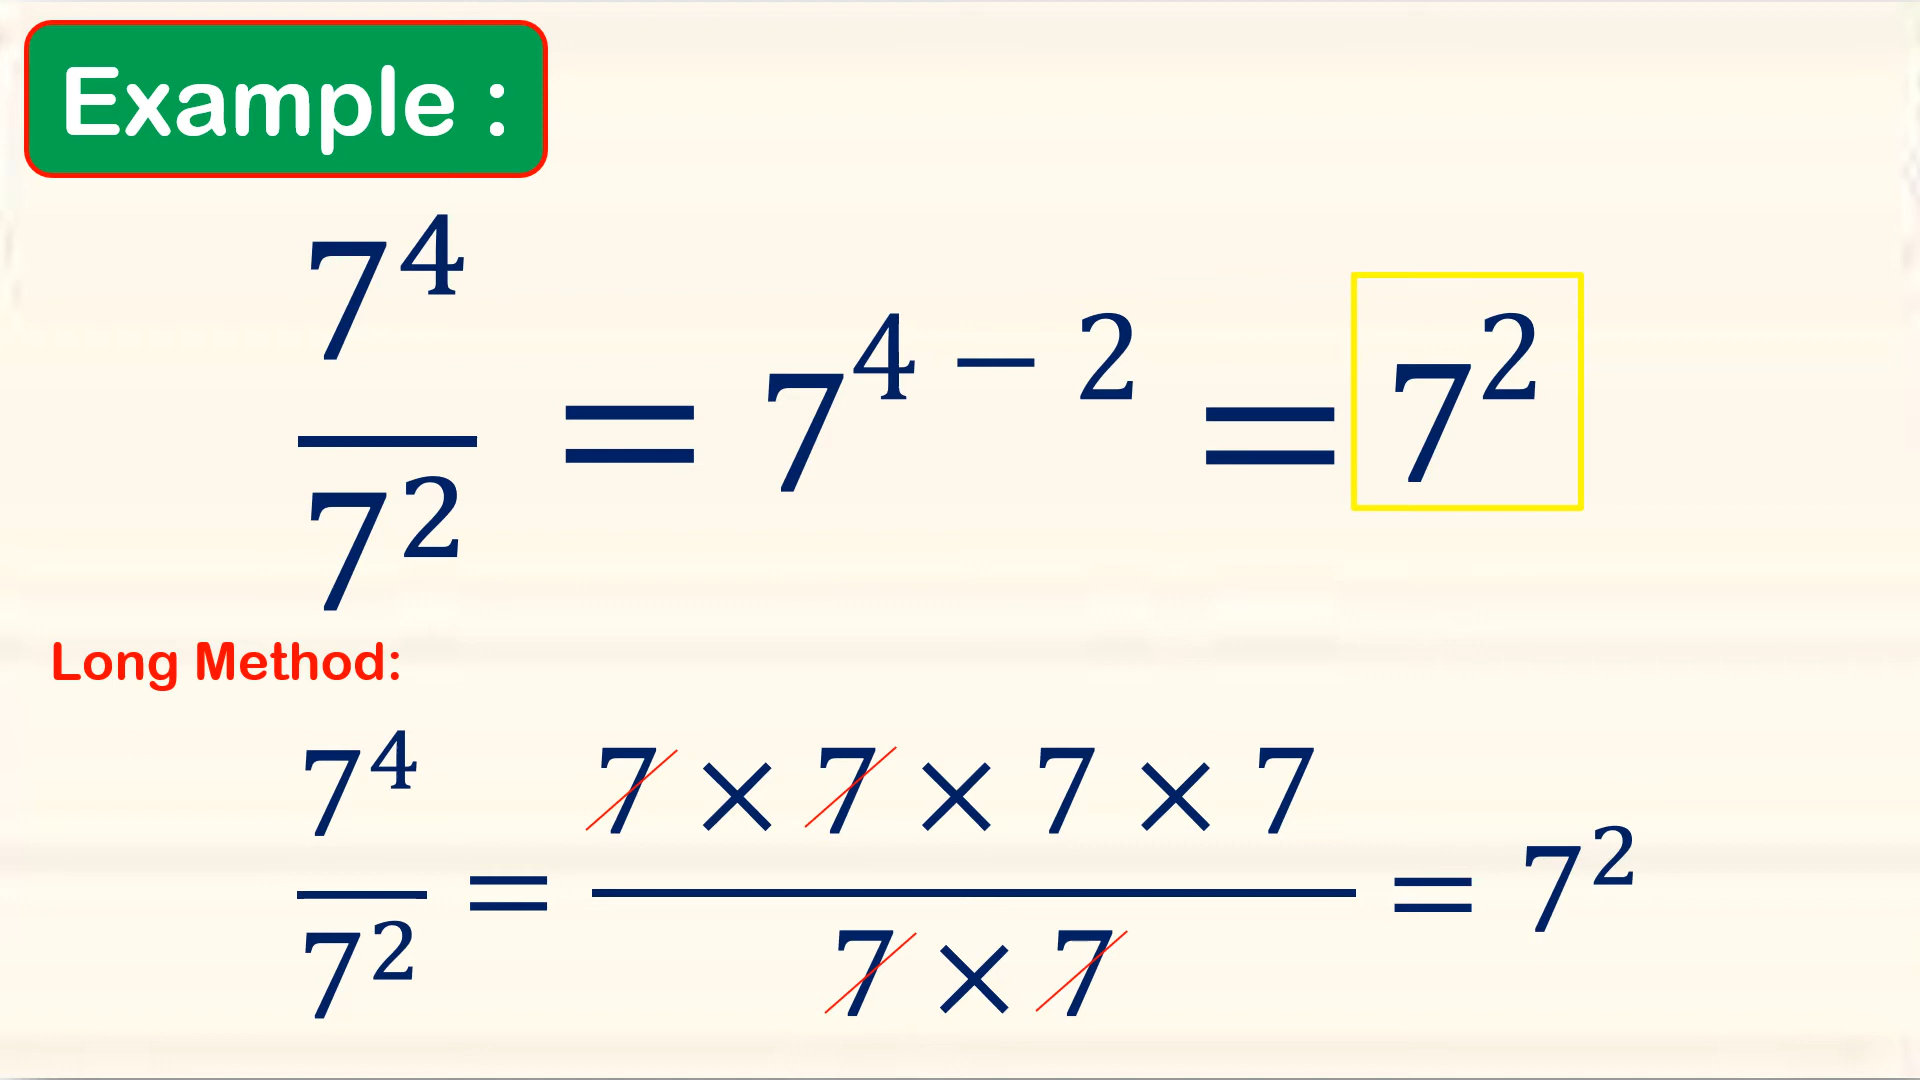 Example :
7⁴/7² = 7⁴ ⁻ ² = 7²
Long Method:
7⁴/7² = 7 × 7 × 7 × 7 / 7 × 7 = 7²